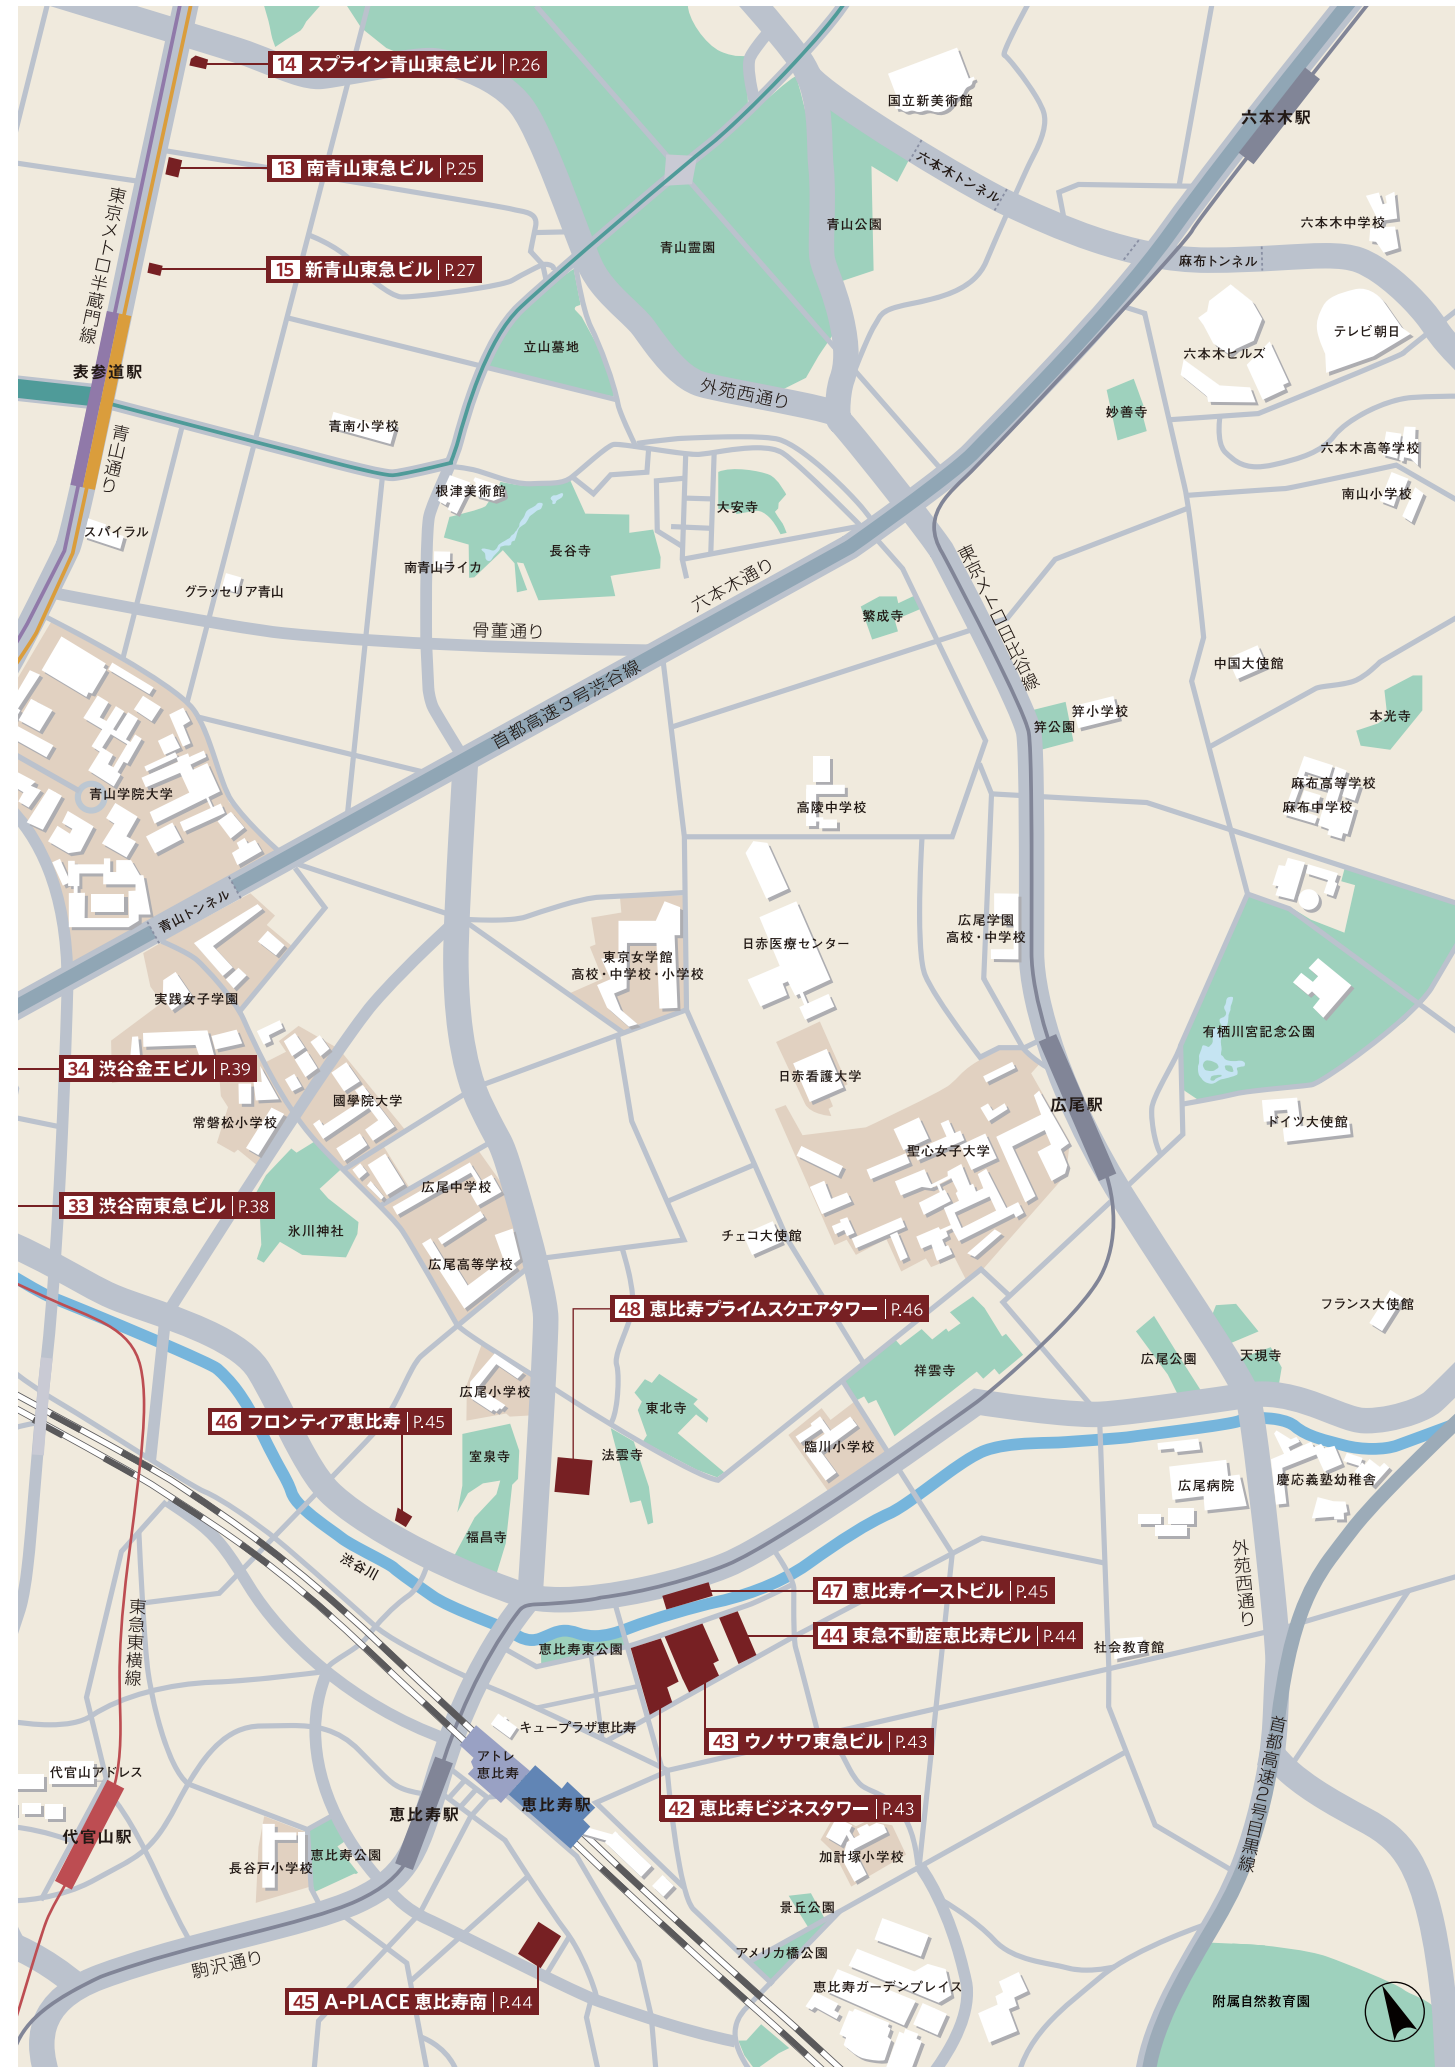 14 スプライン青山東急ビル P.26
国立新美術館
六本木駅
13 南青山東急ビル P.25
六本木トンネル
東京メトロ半蔵門線
青山公園
六本木中学校
青山霊園
麻布トンネル
15 新青山東急ビル P.27
テレビ朝日
立山墓地
六本木ヒルズ
表参道駅
外苑西通り
妙善寺
青南小学校
青山通り
六本木高等学校
根津美術館
南山小学校
大安寺
スパイラル
長谷寺
南青山ライカ
東京メトロ日比谷線
グラッセリア青山
六本木通り
繁成寺
骨董通り
中国大使館
首都高速3号渋谷線
笄小学校
笄公園
本光寺
青山学院大学
麻布高等学校
麻布中学校
高陵中学校
青山トンネル
広尾学園
高校・中学校
日赤医療センター
東京女学館
高校・中学校・小学校
実践女子学園
有栖川宮記念公園
34 渋谷金王ビル P.39
日赤看護大学
國學院大学
広尾駅
常磐松小学校
ドイツ大使館
聖心女子大学
広尾中学校
33 渋谷南東急ビル P.38
氷川神社
チェコ大使館
広尾高等学校
48 恵比寿プライムスクエアタワー P.46
フランス大使館
広尾公園
天現寺
祥雲寺
広尾小学校
東北寺
46 フロンティア恵比寿 P.45
臨川小学校
室泉寺
法雲寺
広尾病院
慶応義塾幼稚舎
福昌寺
渋谷川
外苑西通り
47 恵比寿イーストビル P.45
東急東横線
44 東急不動産恵比寿ビル P.44
恵比寿東公園
社会教育館
キュープラザ恵比寿
43 ウノサワ東急ビル P.43
アトレ
恵比寿
代官山アドレス
首都高速2号目黒線
恵比寿駅
恵比寿駅
42 恵比寿ビジネスタワー P.43
代官山駅
恵比寿公園
長谷戸小学校
加計塚小学校
景丘公園
アメリカ橋公園
駒沢通り
恵比寿ガーデンプレイス
45 A-PLACE 恵比寿南 P.44
附属自然教育園